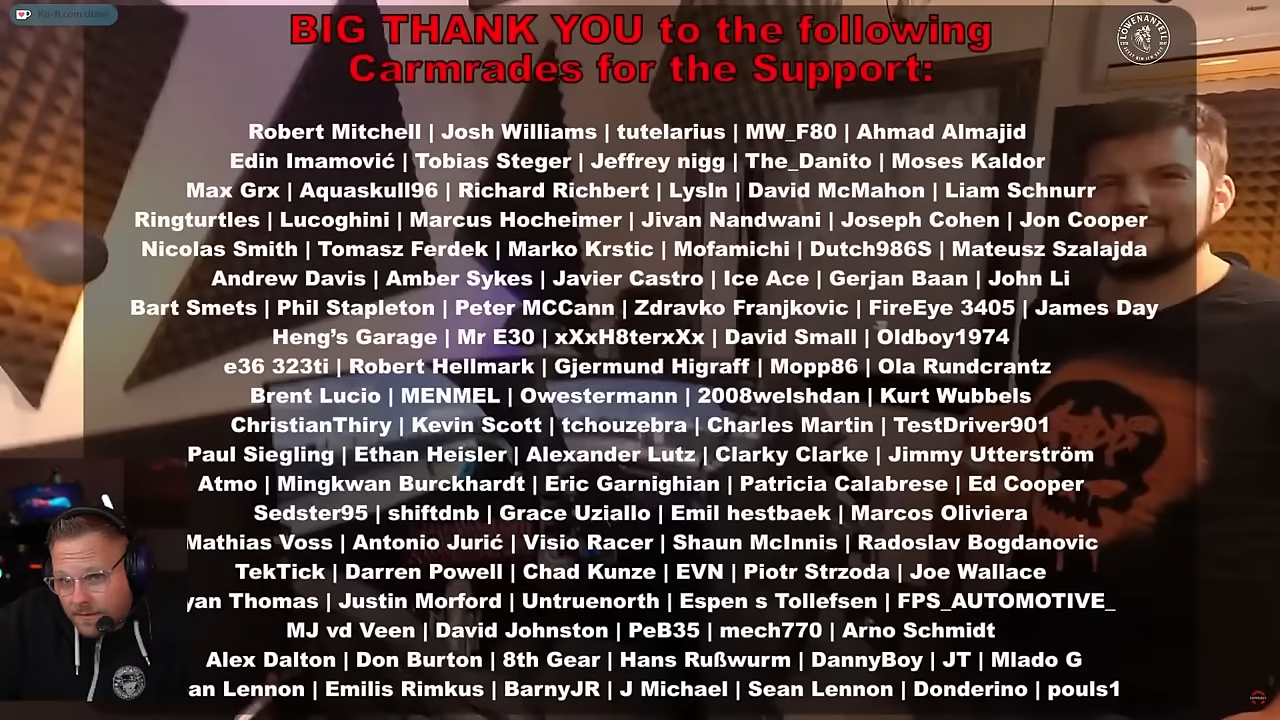 Ko-fi.com/
BIG THANK YOU to the following
Carmrades for the Support:
LÖWENANTEIL
Robert Mitchell | Josh Williams | tutelarius | MW_F80 | Ahmad Almajid
Edin Imamović | Tobias Steger | Jeffrey nigg | The_Danito | Moses Kaldor
Max Grx | Aquaskull96 | Richard Richbert | Lysln | David McMahon | Liam Schnurr
Ringturtles | Lucoghini | Marcus Hocheimer | Jivan Nandwani | Joseph Cohen | Jon Cooper
Nicolas Smith | Tomasz Ferdek | Marko Krstic | Mofamichi | Dutch986S | Mateusz Szalajda
Andrew Davis | Amber Sykes | Javier Castro | Ice Ace | Gerjan Baan | John Li
Bart Smets | Phil Stapleton | Peter MCCann | Zdravko Franjkovic | FireEye 3405 | James Day
Heng’s Garage | Mr E30 | xXxH8terxXx | David Small | Oldboy1974
e36 323ti | Robert Hellmark | Gjermund Higraff | Mopp86 | Ola Rundcrantz
Brent Lucio | MENMEL | Owestermann | 2008welshdan | Kurt Wubbels
ChristianThiry | Kevin Scott | tchouzebra | Charles Martin | TestDriver901
Paul Siegling | Ethan Heisler | Alexander Lutz | Clarky Clarke | Jimmy Utterström
Atmo | Mingkwan Burckhardt | Eric Garnighian | Patricia Calabrese | Ed Cooper
Sedster95 | shiftdnb | Grace Uziallo | Emil hestbaek | Marcos Oliviera
Mathias Voss | Antonio Jurić | Visio Racer | Shaun McInnis | Radoslav Bogdanovic
TekTick | Darren Powell | Chad Kunze | EVN | Piotr Strzoda | Joe Wallace
yan Thomas | Justin Morford | Untruenorth | Espen s Tollefsen | FPS_AUTOMOTIVE_
MJ vd Veen | David Johnston | PeB35 | mech770 | Arno Schmidt
Alex Dalton | Don Burton | 8th Gear | Hans Rußwurm | DannyBoy | JT | Mlado G
an Lennon | Emilis Rimkus | BarnyJR | J Michael | Sean Lennon | Donderino | pouls1